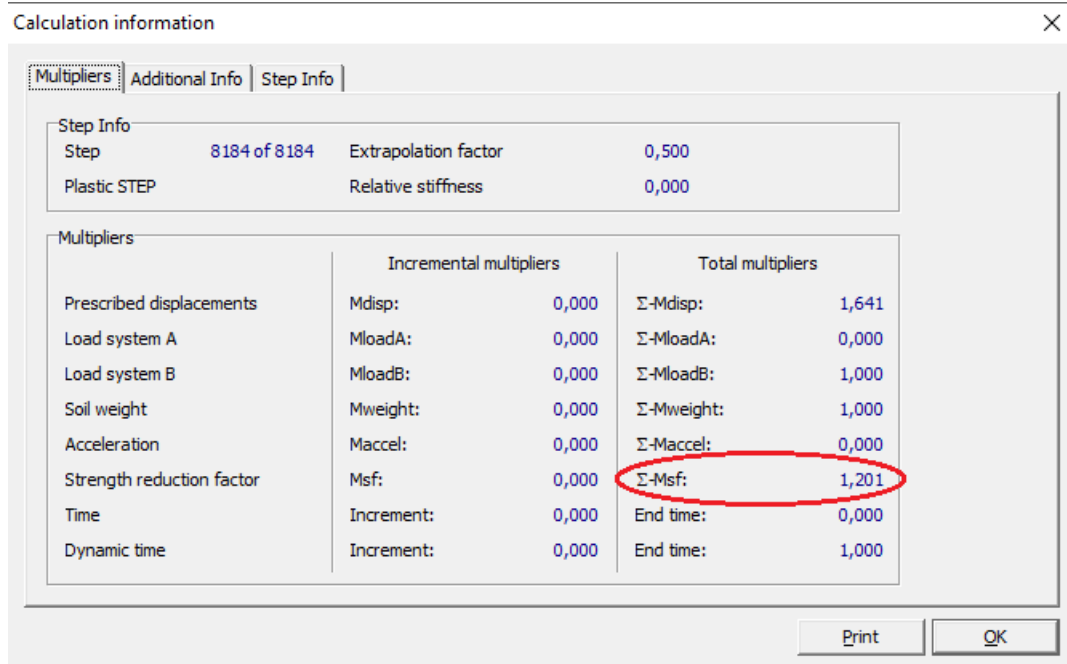 Calculation information
Multipliers Additional Info Step Info
Step Info
Step 8184 of 8184 Extrapolation factor 0,500
Plastic STEP Relative stiffness 0,000
Multipliers
Incremental multipliers Total multipliers
Prescribed displacements Mdisp: 0,000 Σ-Mdisp: 1,641
Load system A MloadA: 0,000 Σ-MloadA: 0,000
Load system B MloadB: 0,000 Σ-MloadB: 1,000
Soil weight Mweight: 0,000 Σ-Mweight: 1,000
Acceleration Maccel: 0,000 Σ-Maccel: 0,000
Strength reduction factor Msf: 0,000 Σ-Msf: 1,201
Time Increment: 0,000 End time: 0,000
Dynamic time Increment: 0,000 End time: 1,000
Print OK